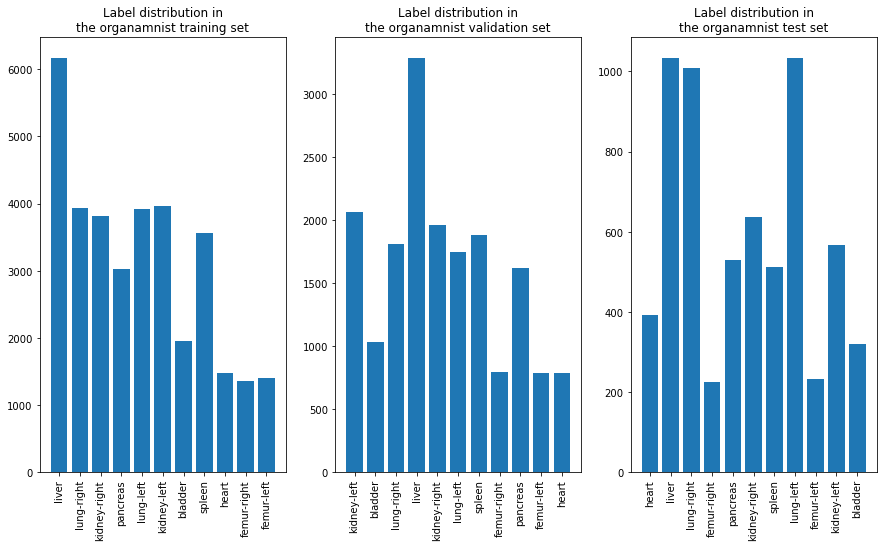 Label distribution in
the organamnist training set
6000
5000
4000
3000
2000
1000
0
liver
lung-right
kidney-right
pancreas
lung-left
kidney-left
bladder
spleen
heart
femur-right
femur-left
Label distribution in
the organamnist validation set
3000
2500
2000
1500
1000
500
0
kidney-left
bladder
lung-right
liver
kidney-right
lung-left
spleen
femur-right
pancreas
femur-left
heart
Label distribution in
the organamnist test set
1000
800
600
400
200
0
heart
liver
lung-right
femur-right
pancreas
kidney-right
spleen
lung-left
femur-left
kidney-left
bladder